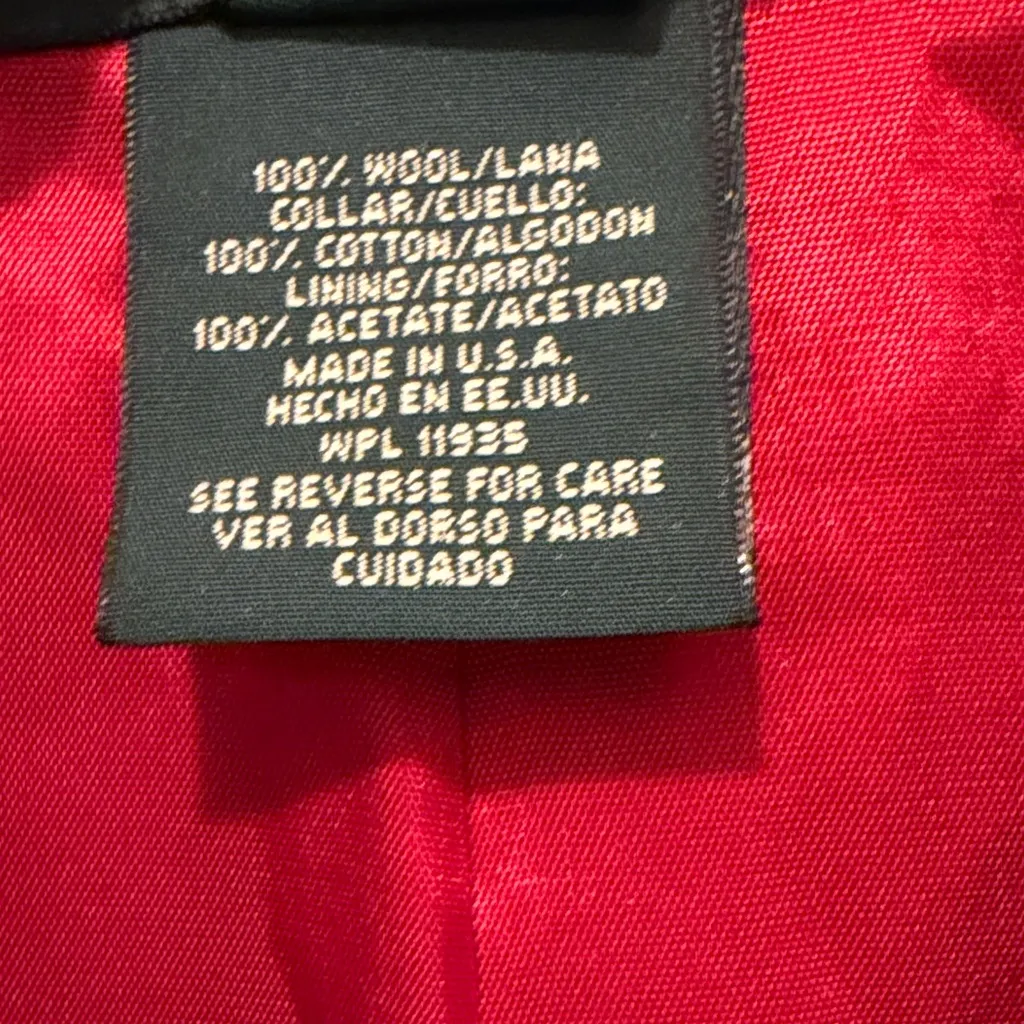 100% WOOL/LANA
COLLAR/CUELLO:
100% COTTON/ALGODON
LINING/FORRO:
100% ACETATE/ACETATO
MADE IN U.S.A.
HECHO EN EE.UU.
WPL 11935
SEE REVERSE FOR CARE
VER AL DORSO PARA
CUIDADO